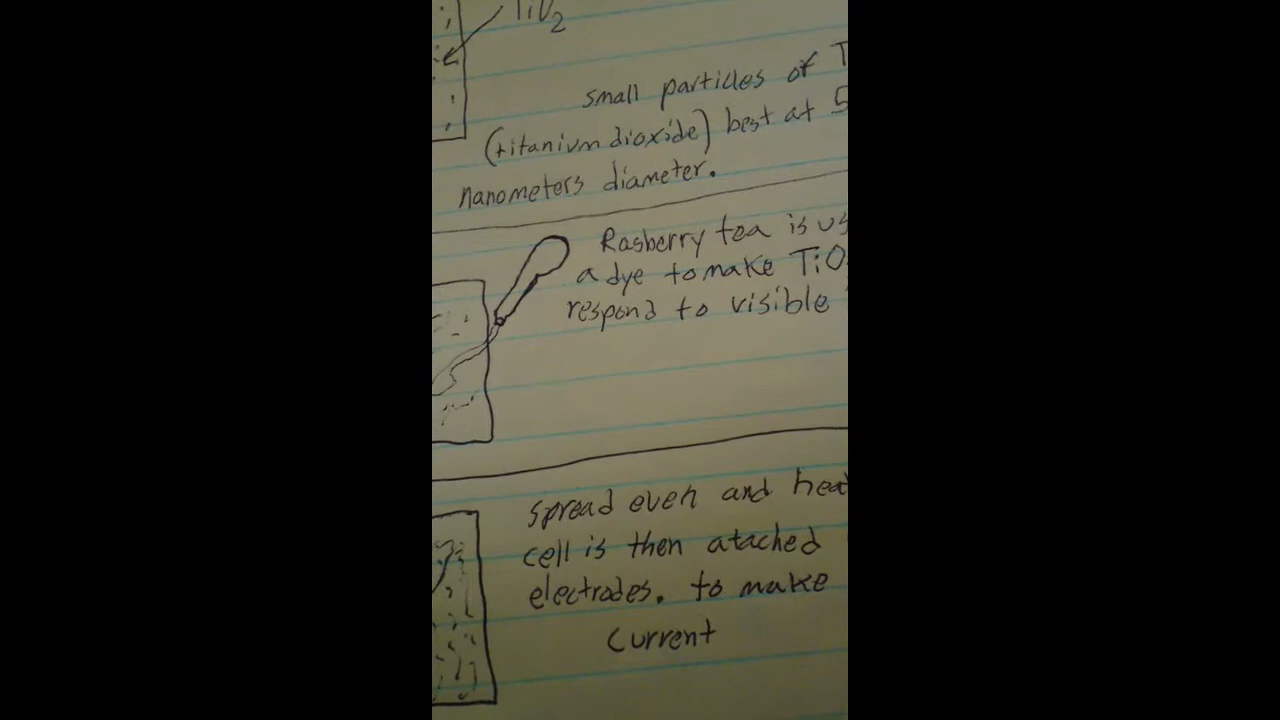 TiO2
small particles of T
(titanium dioxide) best at 5
nanometers diameter.
Rasberry tea is us
a dye to make TiO
respond to visible
spread even and hea
cell is then atached
electrodes. to make
current